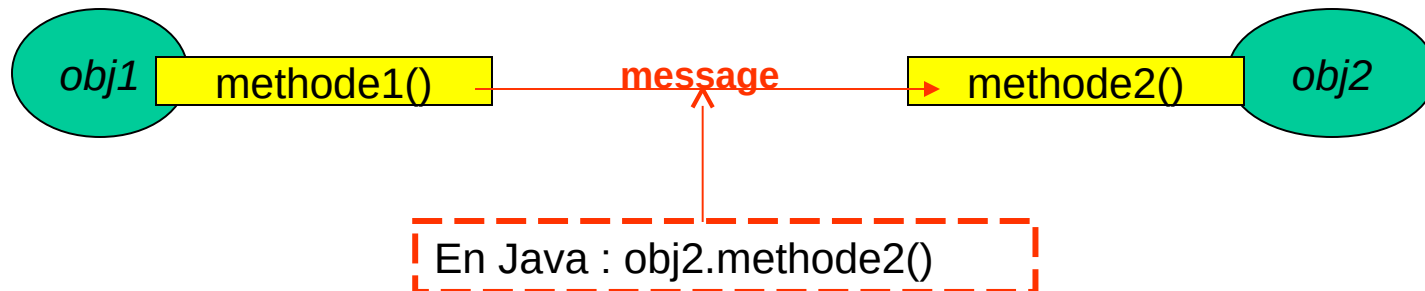 obj1 methode1() message methode2() obj2
En Java : obj2.methode2()